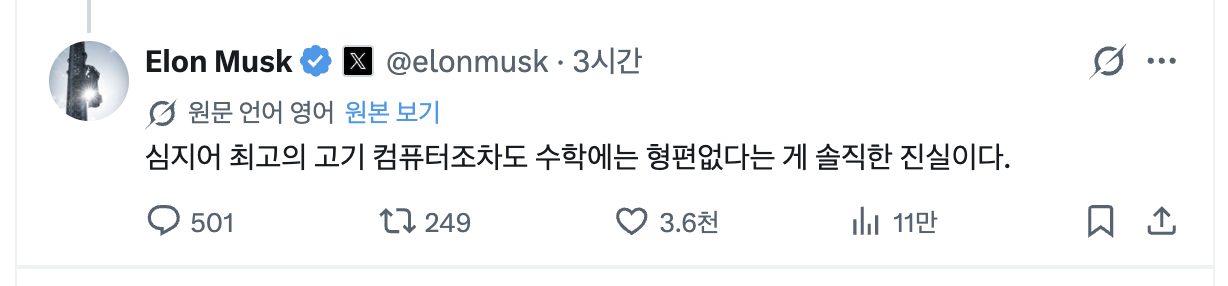 Elon Musk @elonmusk · 3시간
원문 언어 영어 원본 보기
심지어 최고의 고기 컴퓨터조차도 수학에는 형편없다는 게 솔직한 진실이다.
501 249 3.6천 11만